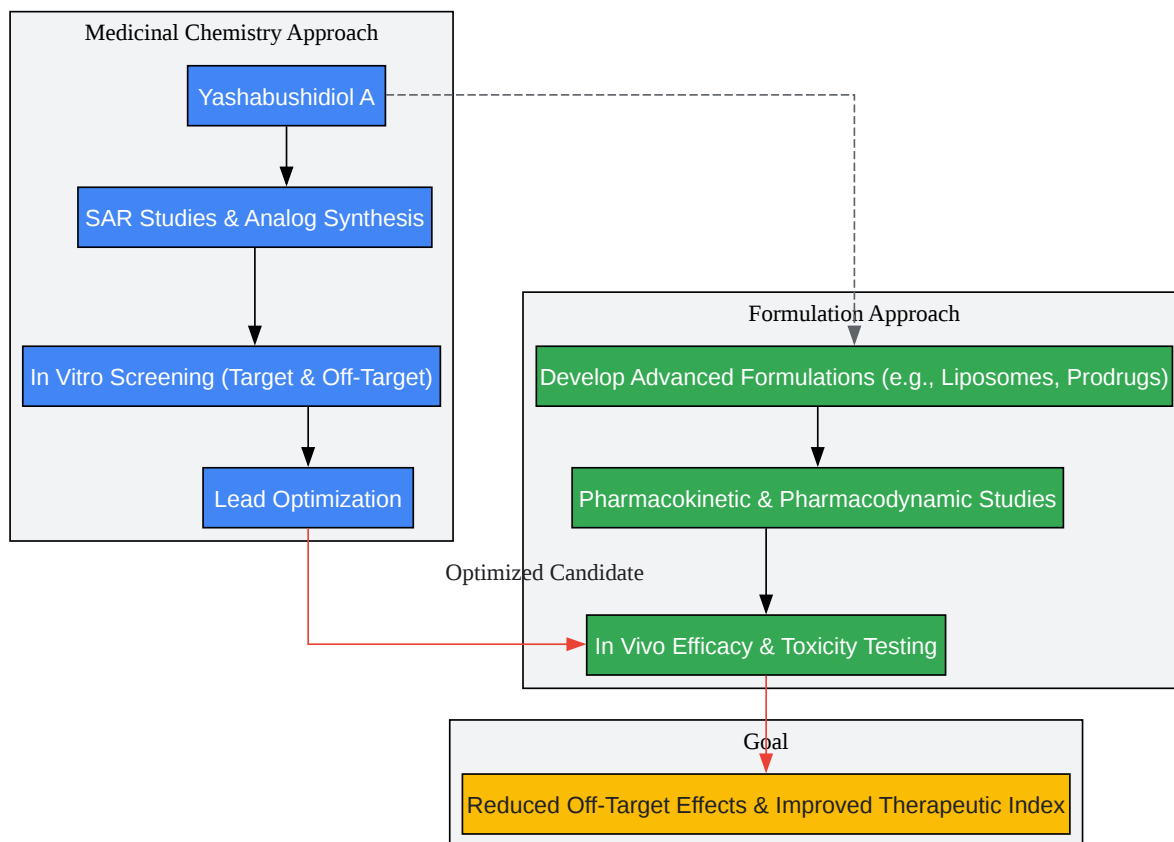 Medicinal Chemistry Approach
Yashabushidiol A
SAR Studies & Analog Synthesis
In Vitro Screening (Target & Off-Target)
Lead Optimization
Formulation Approach
Develop Advanced Formulations (e.g., Liposomes, Prodrugs)
Pharmacokinetic & Pharmacodynamic Studies
Optimized Candidate
In Vivo Efficacy & Toxicity Testing
Goal
Reduced Off-Target Effects & Improved Therapeutic Index